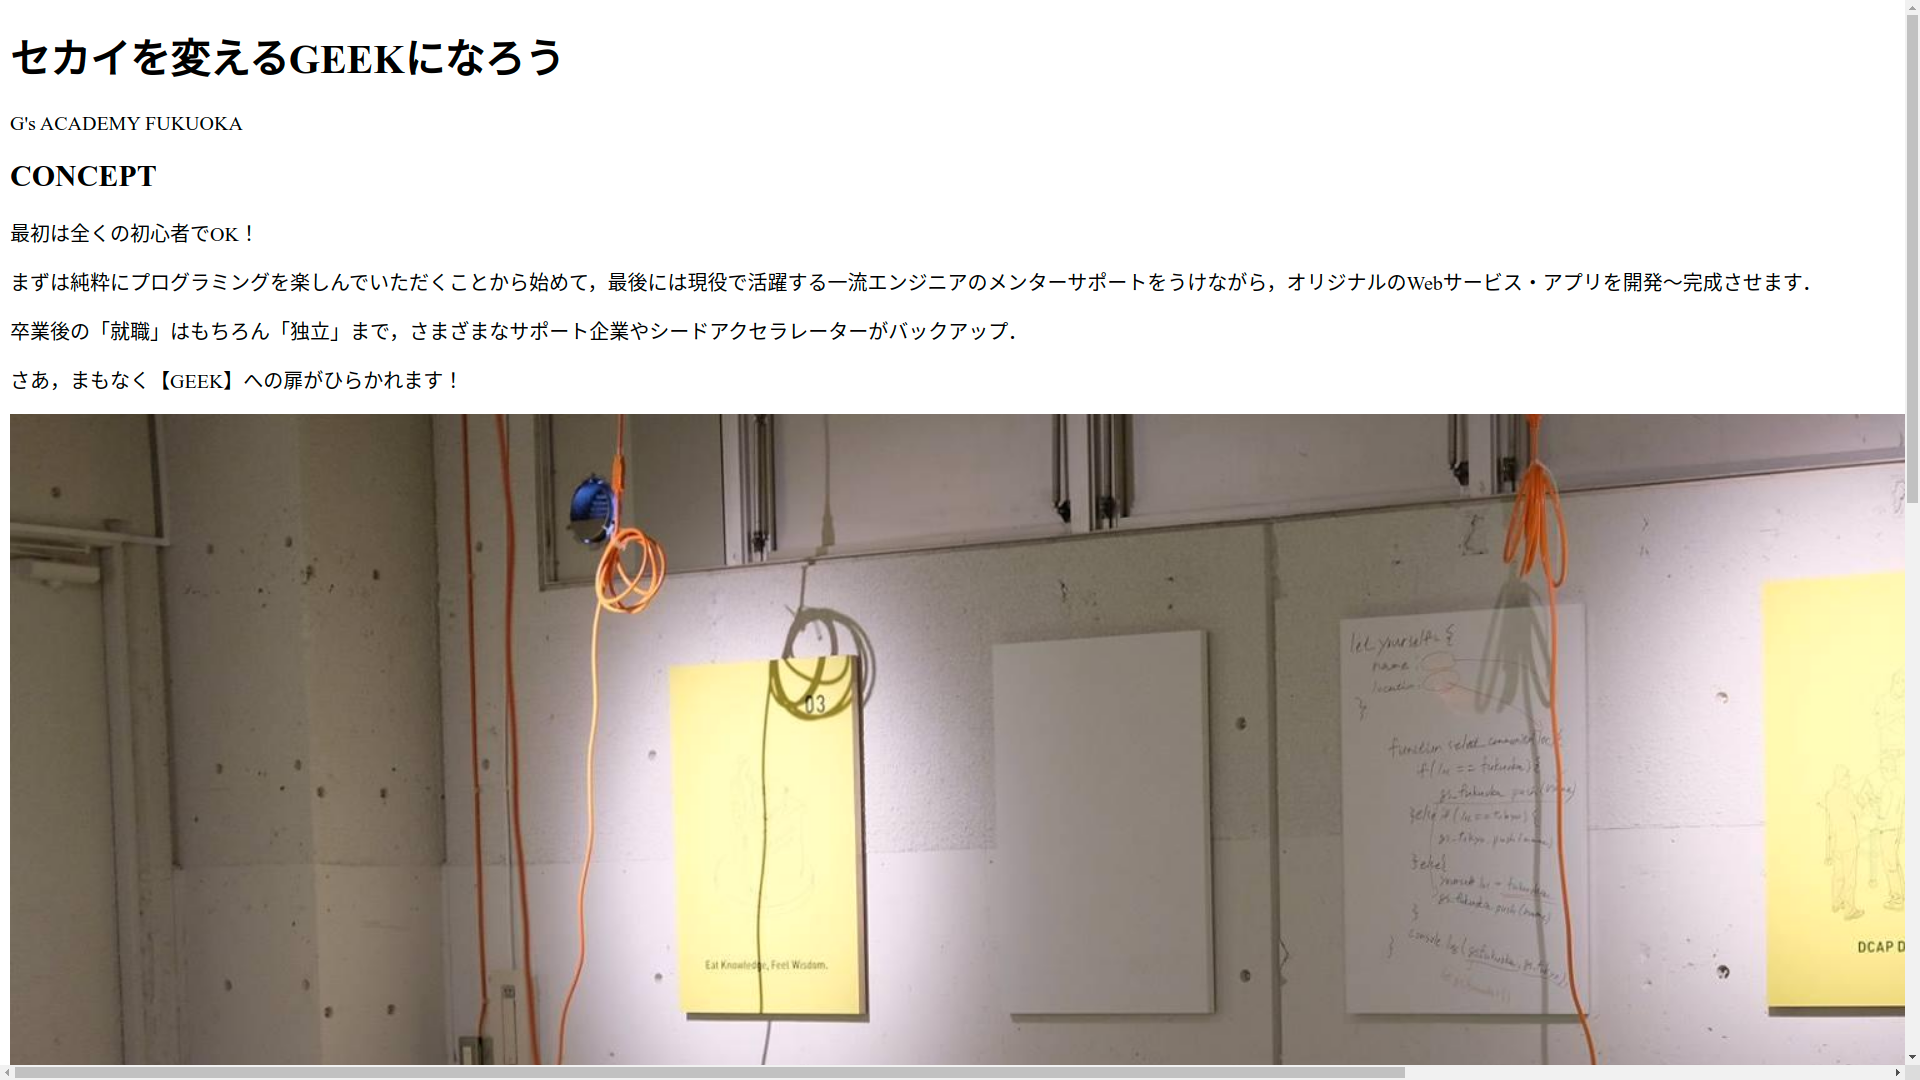 セカイを変えるGEEKになろう
G's ACADEMY FUKUOKA
CONCEPT
最初は全くの初心者でOK！
まずは純粋にプログラミングを楽しんでいただくことから始めて，最後には現役で活躍する一流エンジニアのメンターサポートをうけながら，オリジナルのWebサービス・アプリを開発〜完成させます．
卒業後の「就職」はもちろん「独立」まで，さまざまなサポート企業やシードアクセラレーターがバックアップ．
さあ，まもなく【GEEK】への扉がひらかれます！
03
Eat Knowledge, Feel Wisdom.
let yourself = {
name :
location :
}
function select_
if(loc == fukuoka){
gs_fukuoka.push(name)
}else if(loc == tokyo){
gs_tokyo.push(name)
}else{
gs_fukuoka.push(name)
}
}
DCAP D